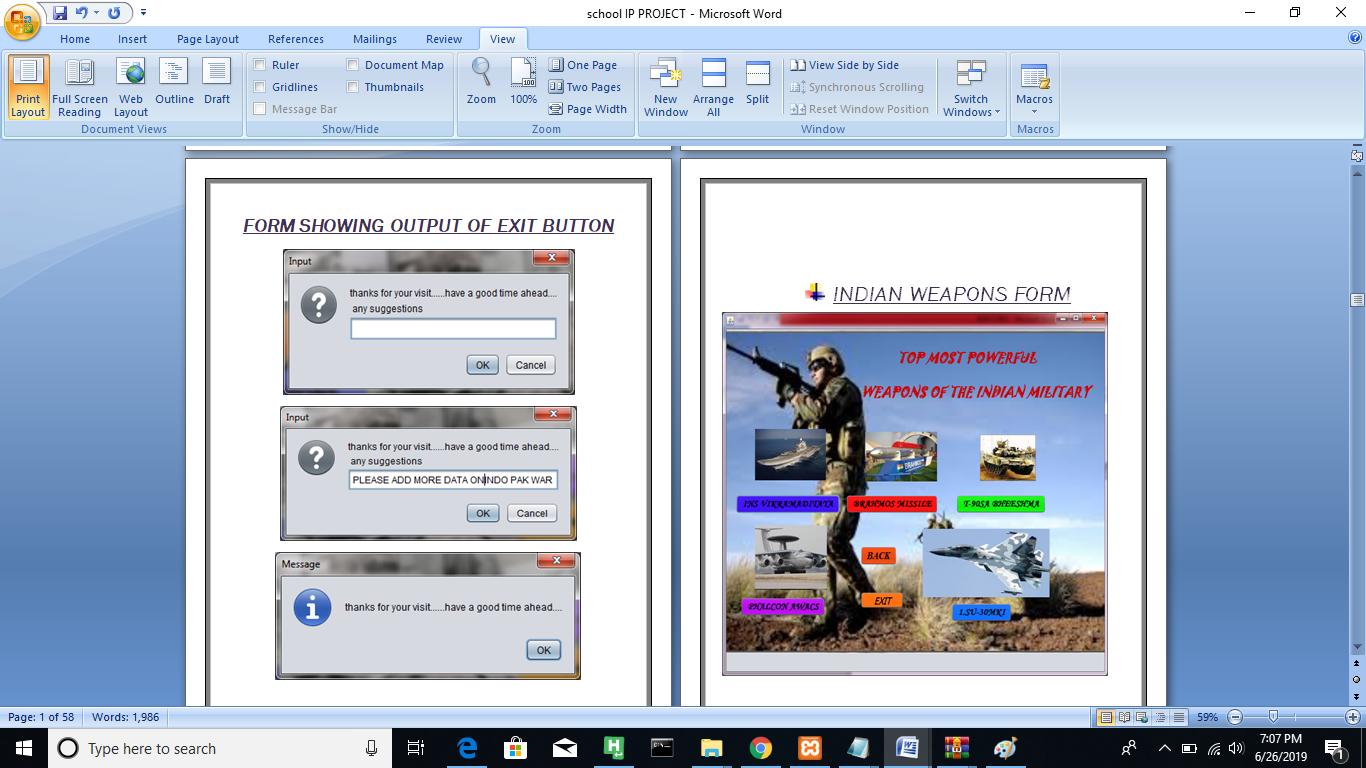 school IP PROJECT - Microsoft Word
Home Insert Page Layout References Mailings Review View
Print Layout
Full Screen Reading
Web Layout
Outline
Draft
Document Views
Ruler
Gridlines
Message Bar
Document Map
Thumbnails
Show/Hide
Zoom
100
100%
One Page
Two Pages
Page Width
Zoom
New Window
Arrange All
Split
View Side by Side
Synchronous Scrolling
Reset Window Position
Switch Windows
Window
Macros
Macros
FORM SHOWING OUTPUT OF EXIT BUTTON
Input
thanks for your visit......have a good time ahead....
any suggestions
OK Cancel
Input
thanks for your visit......have a good time ahead....
any suggestions
PLEASE ADD MORE DATA ON INDO PAK WAR
OK Cancel
Message
thanks for your visit......have a good time ahead....
OK
INDIAN WEAPONS FORM
TOP MOST POWERFUL
WEAPONS OF THE INDIAN MILITARY
BRAHMOS
INS VIKRAMADITAYA BRAHMOS MISSILE T-90SA BHEESHMA
BACK
EXIT
PHALCON AWACS
1.SU-30MKI
Page: 1 of 58 Words: 1,986
59%
Type here to search
7:07 PM
6/26/2019
1